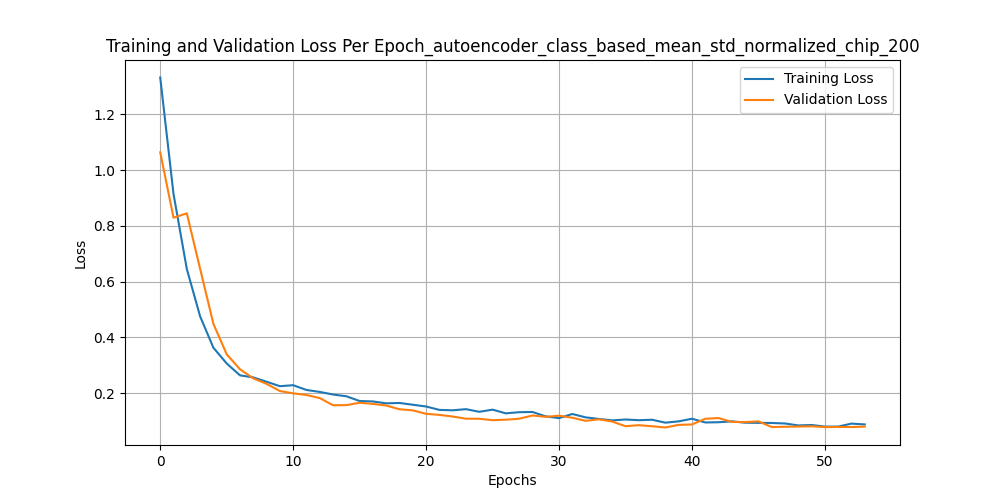 Training and Validation Loss Per Epoch_autoencoder_class_based_mean_std_normalized_chip_200
Training Loss
Validation Loss
1.2
1.0
0.8
0.6
0.4
0.2
Loss
0 10 20 30 40 50
Epochs